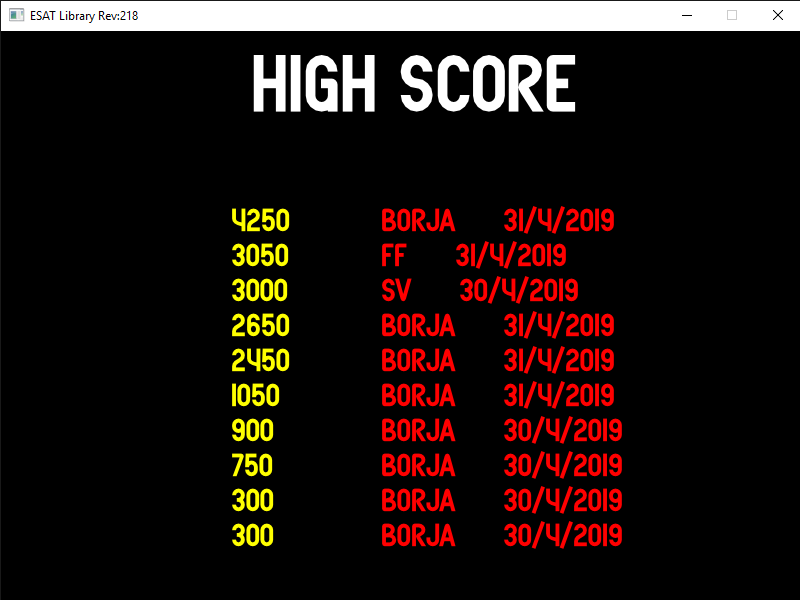 ESAT Library Rev:218
HIGH SCORE
4250 BORJA 31/4/2019
3050 FF 31/4/2019
3000 SV 30/4/2019
2650 BORJA 31/4/2019
2450 BORJA 31/4/2019
1050 BORJA 31/4/2019
900 BORJA 30/4/2019
750 BORJA 30/4/2019
300 BORJA 30/4/2019
300 BORJA 30/4/2019